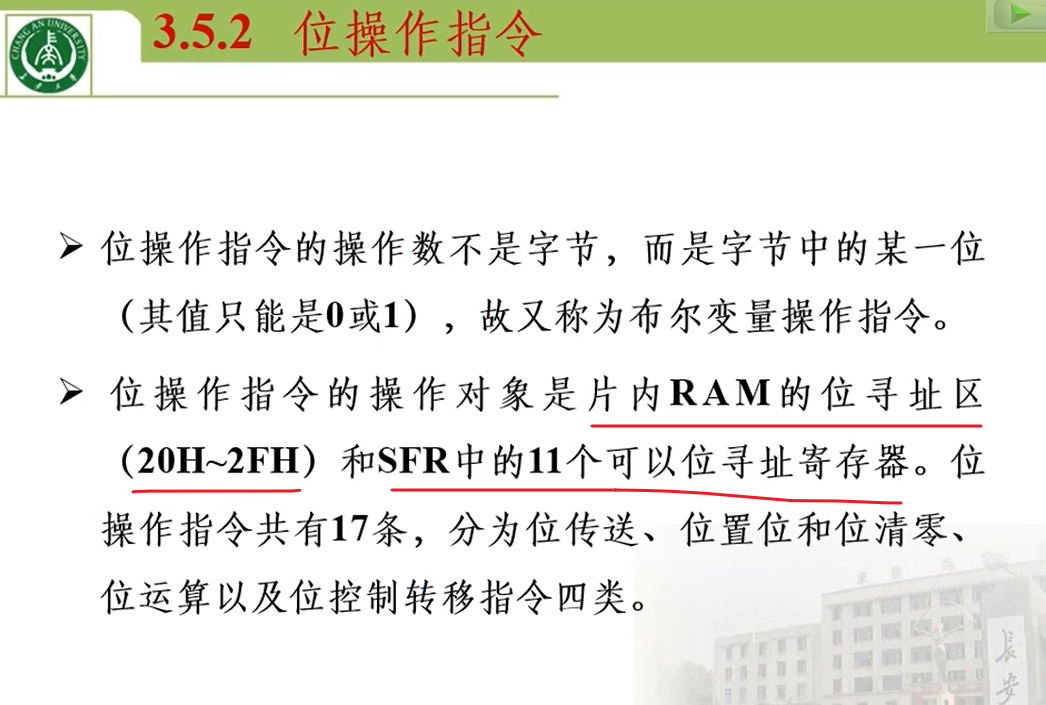 3.5.2 位操作指令
CHANG AN UNIVERSITY
位操作指令的操作数不是字节，而是字节中的某一位
（其值只能是0或1），故又称为布尔变量操作指令。
位操作指令的操作对象是片内RAM的位寻址区
（20H~2FH）和SFR中的11个可以位寻址寄存器。位
操作指令共有17条，分为位传送、位置位和位清零、
位运算以及位控制转移指令四类。
長安